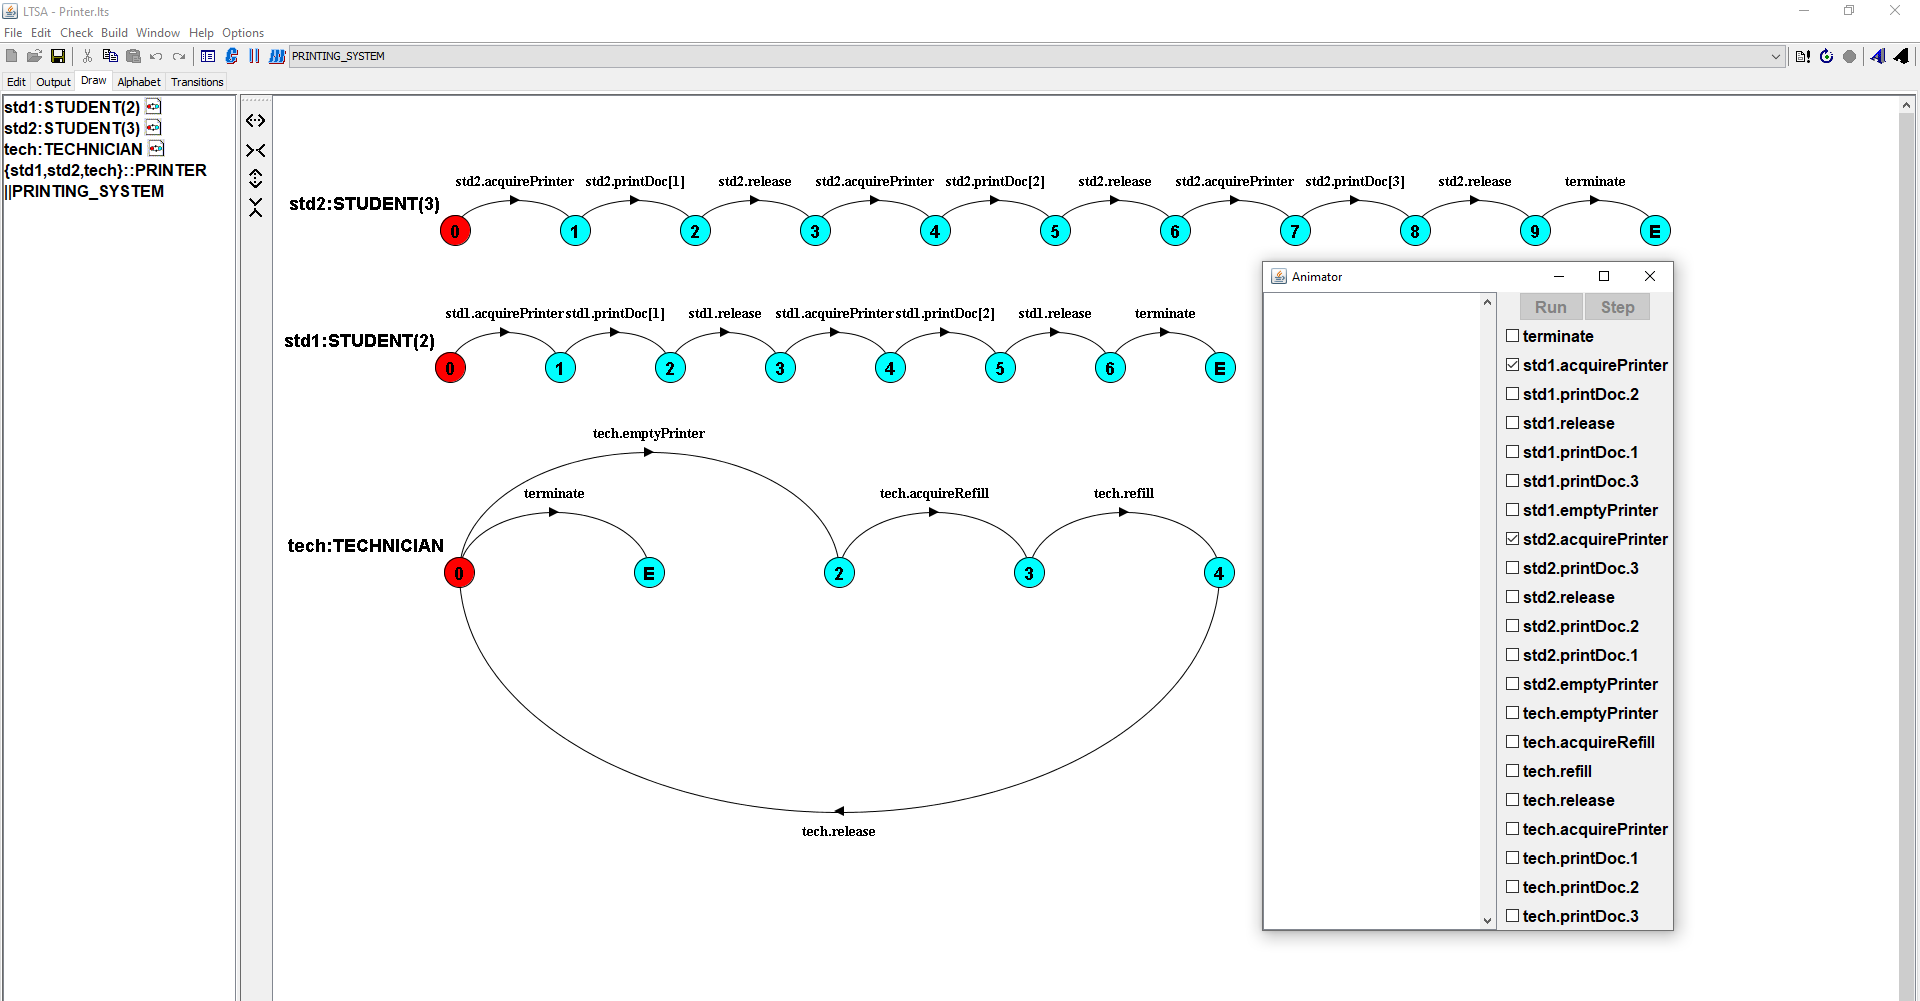 LTSA - Printer.lts
File Edit Check Build Window Help Options
PRINTING_SYSTEM
Edit Output Draw Alphabet Transitions
std1:STUDENT(2)
std2:STUDENT(3)
tech:TECHNICIAN
{std1,std2,tech}::PRINTER
||PRINTING_SYSTEM
std2.acquirePrinter std2.printDoc[1] std2.release std2.acquirePrinter std2.printDoc[2] std2.release std2.acquirePrinter std2.printDoc[3] std2.release terminate
std2:STUDENT(3)
0 1 2 3 4 5 6 7 8 9 E
std1.acquirePrinter std1.printDoc[1] std1.release std1.acquirePrinter std1.printDoc[2] std1.release terminate
std1:STUDENT(2)
0 1 2 3 4 5 6 E
tech.emptyPrinter
terminate tech.acquireRefill tech.refill
tech:TECHNICIAN
0 E 2 3 4
tech.release
Animator
Run Step
terminate
std1.acquirePrinter
std1.printDoc.2
std1.release
std1.printDoc.1
std1.printDoc.3
std1.emptyPrinter
std2.acquirePrinter
std2.printDoc.3
std2.release
std2.printDoc.2
std2.printDoc.1
std2.emptyPrinter
tech.emptyPrinter
tech.acquireRefill
tech.refill
tech.release
tech.acquirePrinter
tech.printDoc.1
tech.printDoc.2
tech.printDoc.3